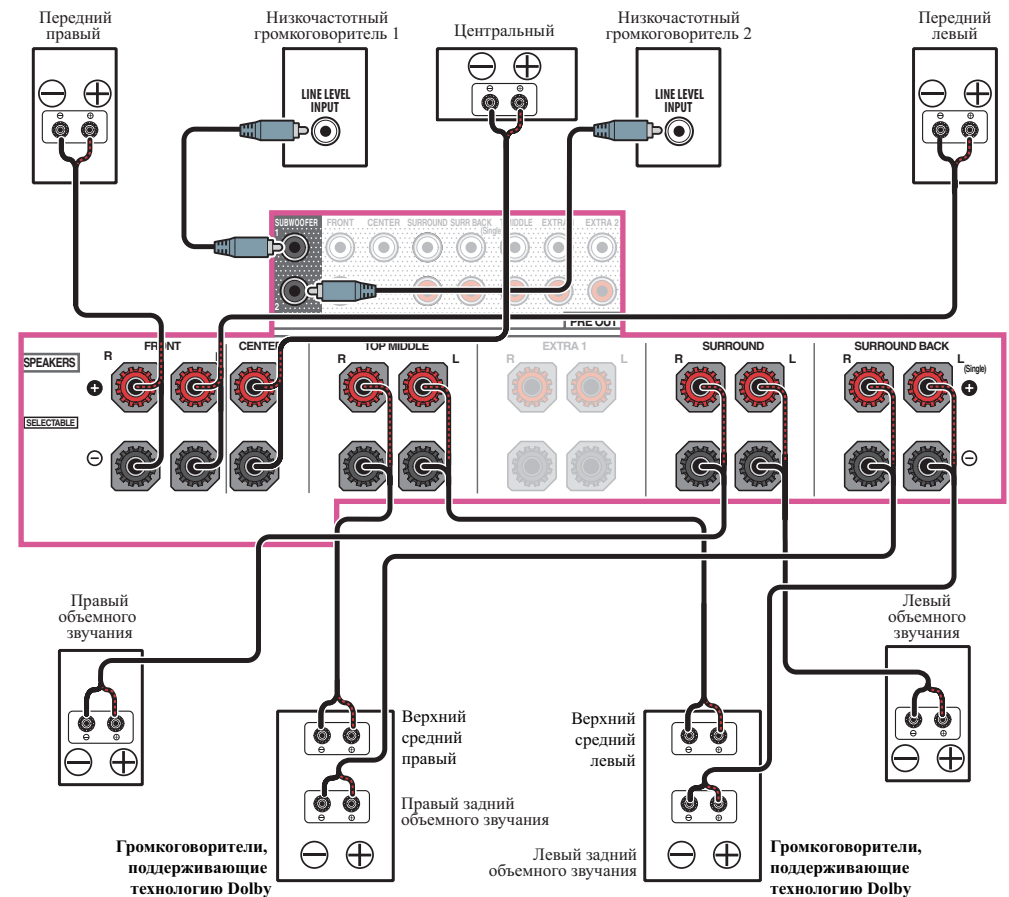 Передний
правый
Низкочастотный
громкоговоритель 1
Центральный
Низкочастотный
громкоговоритель 2
Передний
левый
LINE LEVEL
INPUT
LINE LEVEL
INPUT
SUBWOOFER FRONT CENTER SURROUND SURR BACK EXTRA 2
(Single
1
2
PRE OUT
SPEAKERS
R FRONT L
CENTER
TOP MIDDLE
R L
EXTRA 1
R L
SURROUND
R L
SURROUND BACK
R L
(Single)
SELECTABLE
Правый
объемного
звучания
Левый
объемного
звучания
Верхний
средний
правый
Верхний
средний
левый
Правый задний
объемного звучания
Левый задний
объемного звучания
Громкоговорители,
поддерживающие
технологию Dolby
Громкоговорители,
поддерживающие
технологию Dolby